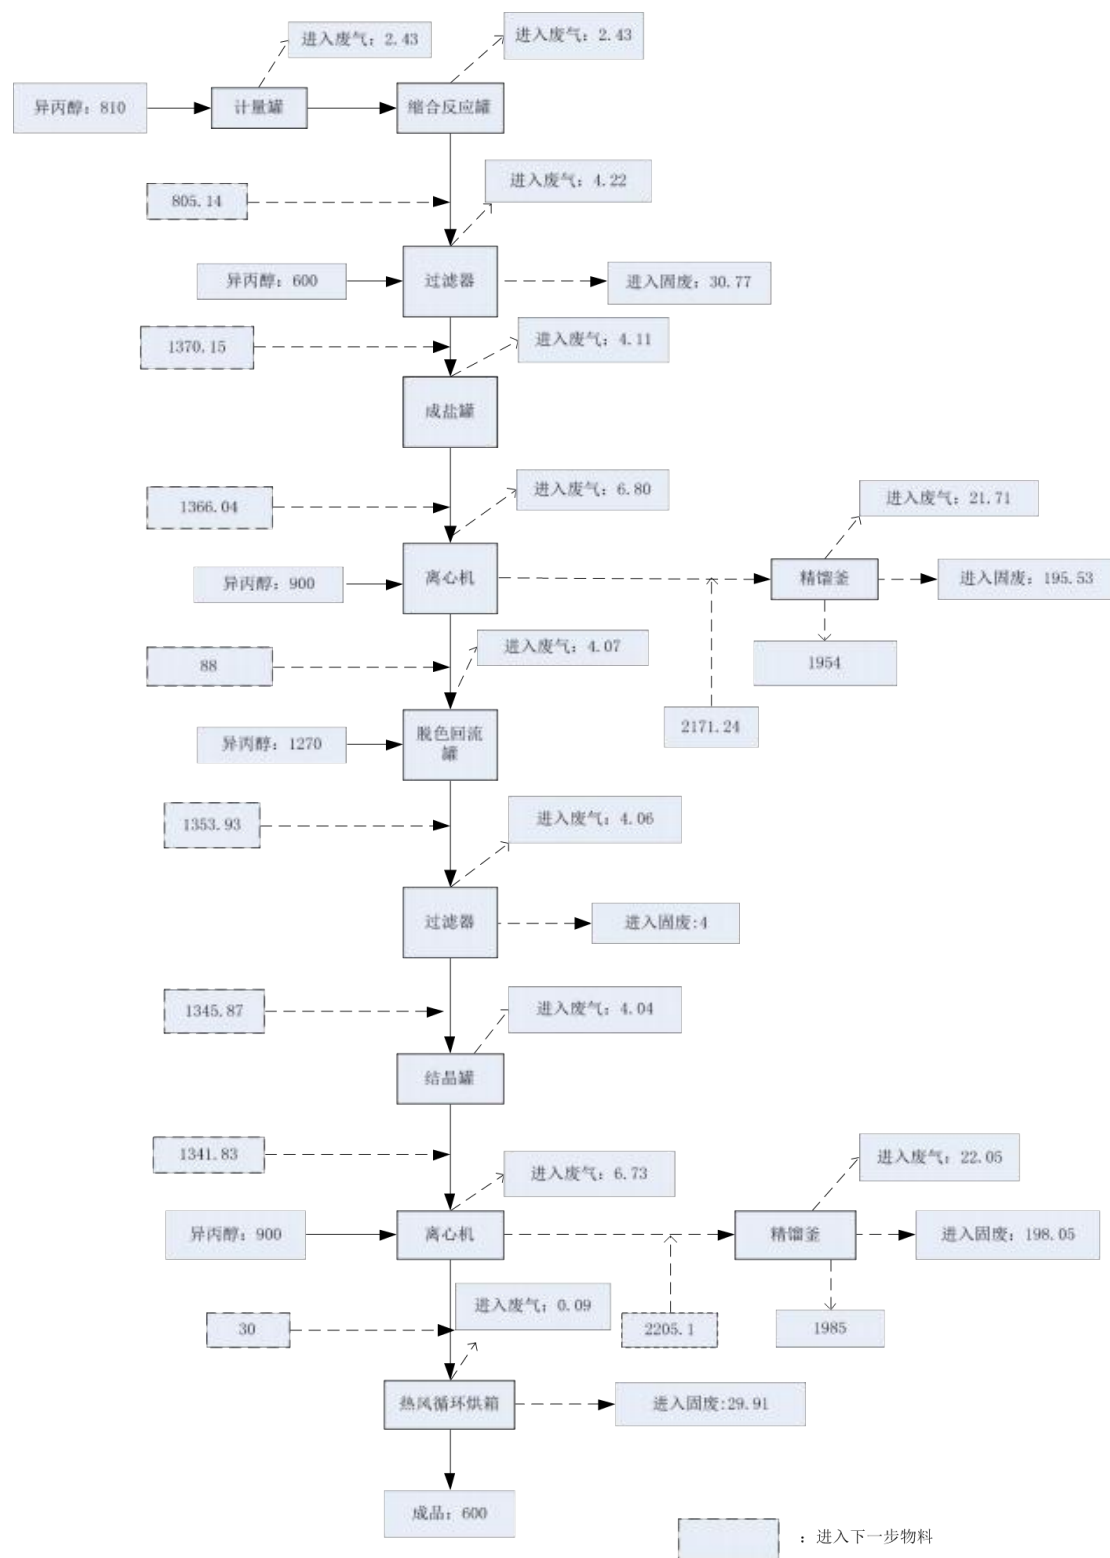 进入废气：2.43
进入废气：2.43
异丙醇：810
计量罐
缩合反应罐
进入废气：4.22
805.14
异丙醇：600
过滤器
进入固废：30.77
1370.15
进入废气：4.11
成盐罐
进入废气：6.80
进入废气：21.71
1366.04
异丙醇：900
离心机
精馏釜
进入固废：195.53
进入废气：4.07
88
1954
2171.24
异丙醇：1270
脱色回流
罐
1353.93
进入废气：4.06
过滤器
进入固废:4
1345.87
进入废气：4.04
结晶罐
1341.83
进入废气：6.73
进入废气：22.05
异丙醇：900
离心机
精馏釜
进入固废：198.05
进入废气：0.09
30
2205.1
1985
热风循环烘箱
进入固废:29.91
成品：600
：进入下一步物料